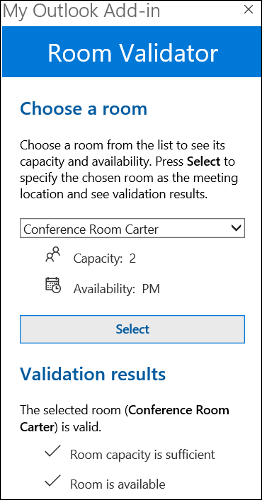 My Outlook Add-in
Room Validator
Choose a room
Choose a room from the list to see its
capacity and availability. Press Select to
specify the chosen room as the meeting
location and see validation results.
Conference Room Carter
Capacity: 2
Availability: PM
Select
Validation results
The selected room (Conference Room
Carter) is valid.
Room capacity is sufficient
Room is available